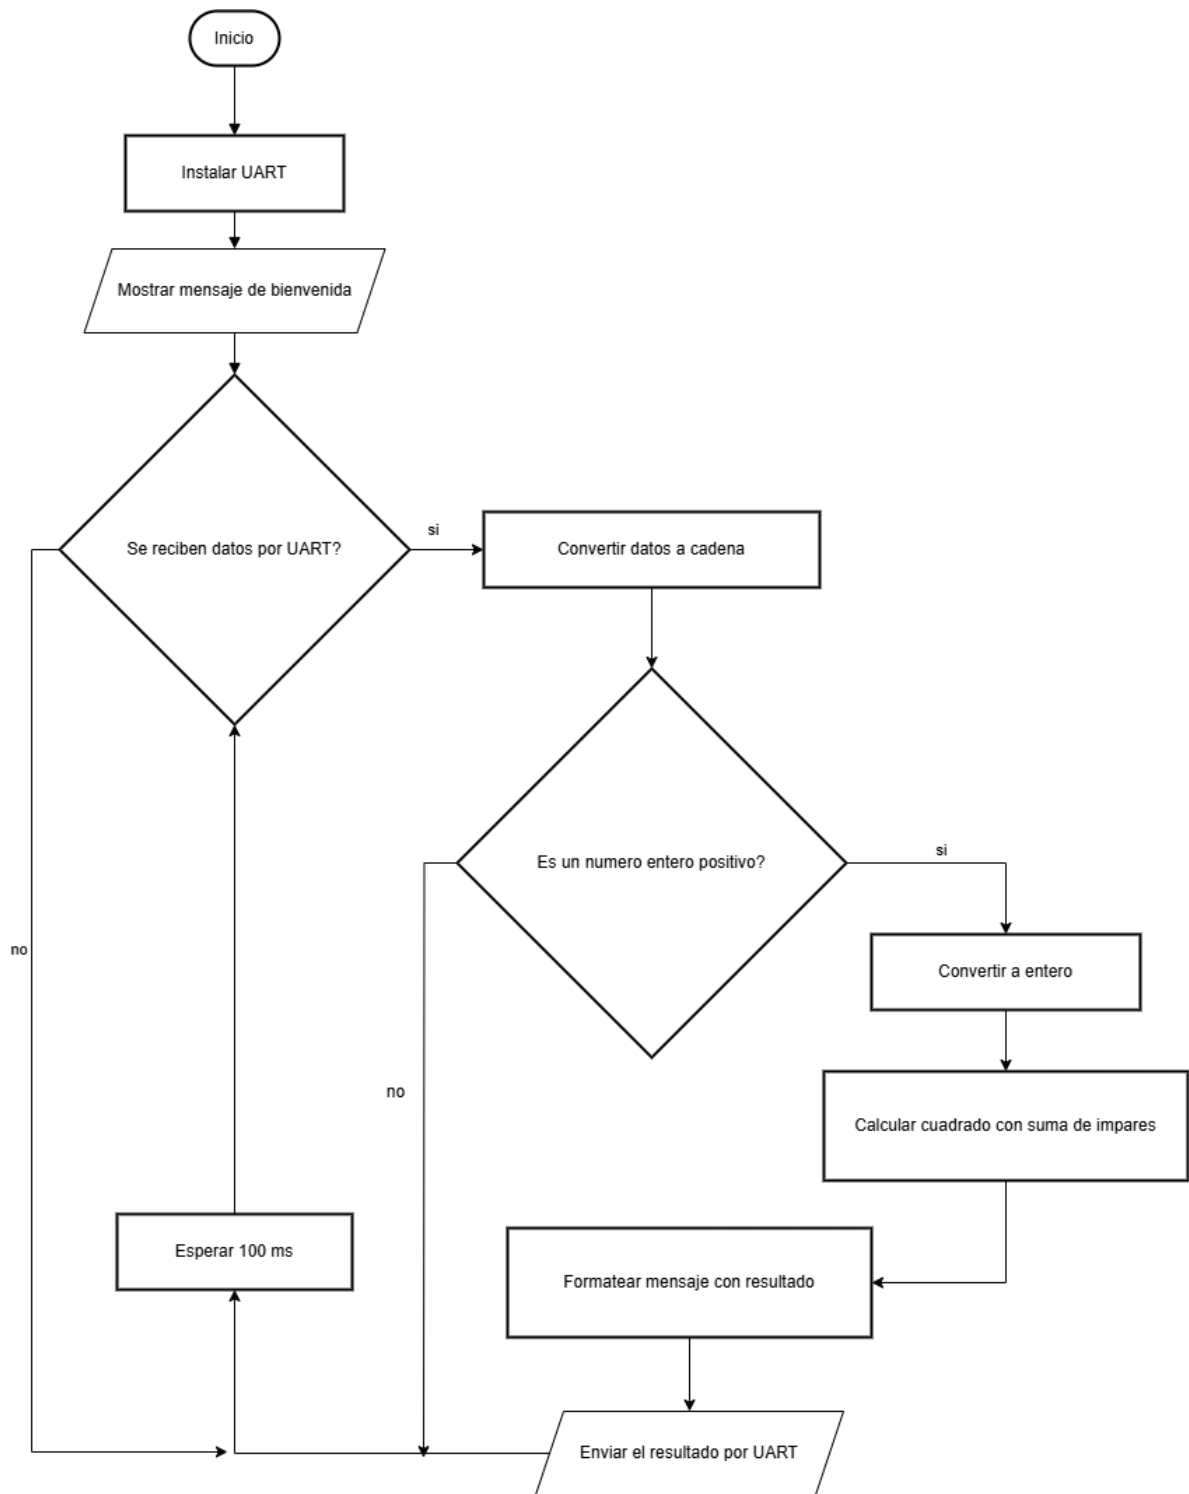 Inicio
Instalar UART
Mostrar mensaje de bienvenida
Se reciben datos por UART?
si
Convertir datos a cadena
Es un numero entero positivo?
si
no
Convertir a entero
no
Calcular cuadrado con suma de impares
Esperar 100 ms
Formatear mensaje con resultado
Enviar el resultado por UART